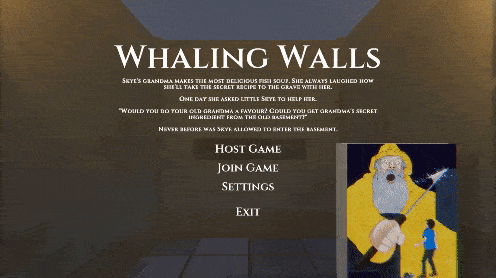 Whaling Walls
Skye's grandma makes the most delicious fish soup. She always laughed how
she'll take the secret recipe to the grave with her.
One day she asked little Skye to help her.
"Would you do your old grandma a favour? Could you get grandma's secret
ingredient from the old basement?"
Never before was Skye allowed to enter the basement.
Host Game
Join Game
Settings
Exit